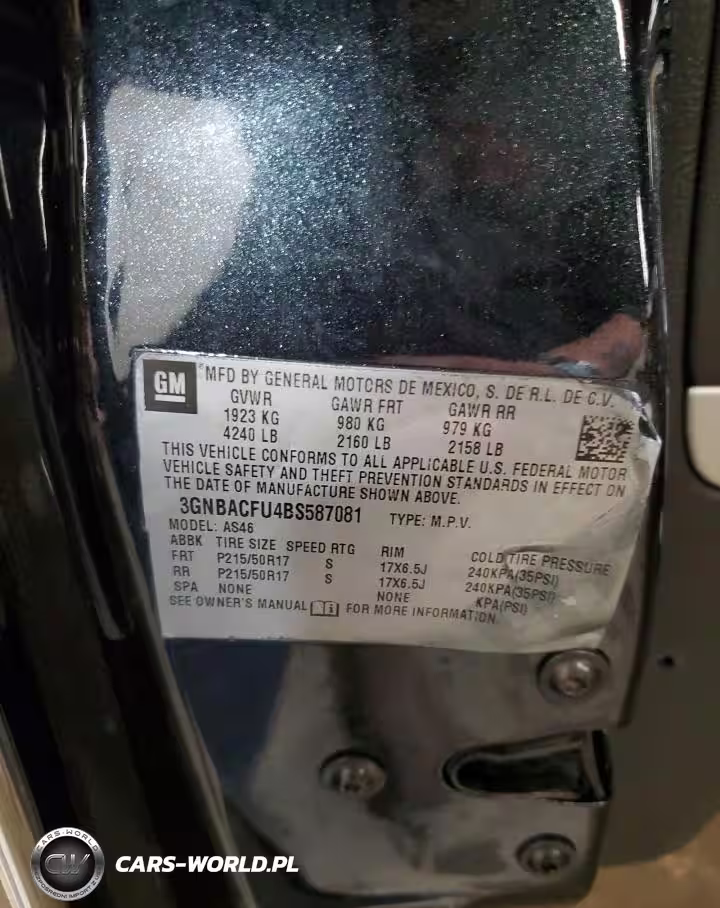 GM
MFD BY GENERAL MOTORS DE MEXICO, S. DE R.L. DE C.V.
GVWR GAWR FRT GAWR RR
1923 KG 980 KG 979 KG
4240 LB 2160 LB 2158 LB
THIS VEHICLE CONFORMS TO ALL APPLICABLE U.S. FEDERAL MOTOR
VEHICLE SAFETY AND THEFT PREVENTION STANDARDS IN EFFECT ON
THE DATE OF MANUFACTURE SHOWN ABOVE.
3GNBACFU4BS587081 TYPE: M.P.V.
MODEL: AS46
ABBK TIRE SIZE SPEED RTG RIM COLD TIRE PRESSURE
FRT P215/50R17 S 17X6.5J 240KPA(35PSI)
RR P215/50R17 S 17X6.5J 240KPA(35PSI)
SPA NONE NONE KPA(PSI)
SEE OWNER'S MANUAL FOR MORE INFORMATION
CARS-WORLD
CW
CARS-WORLD.PL